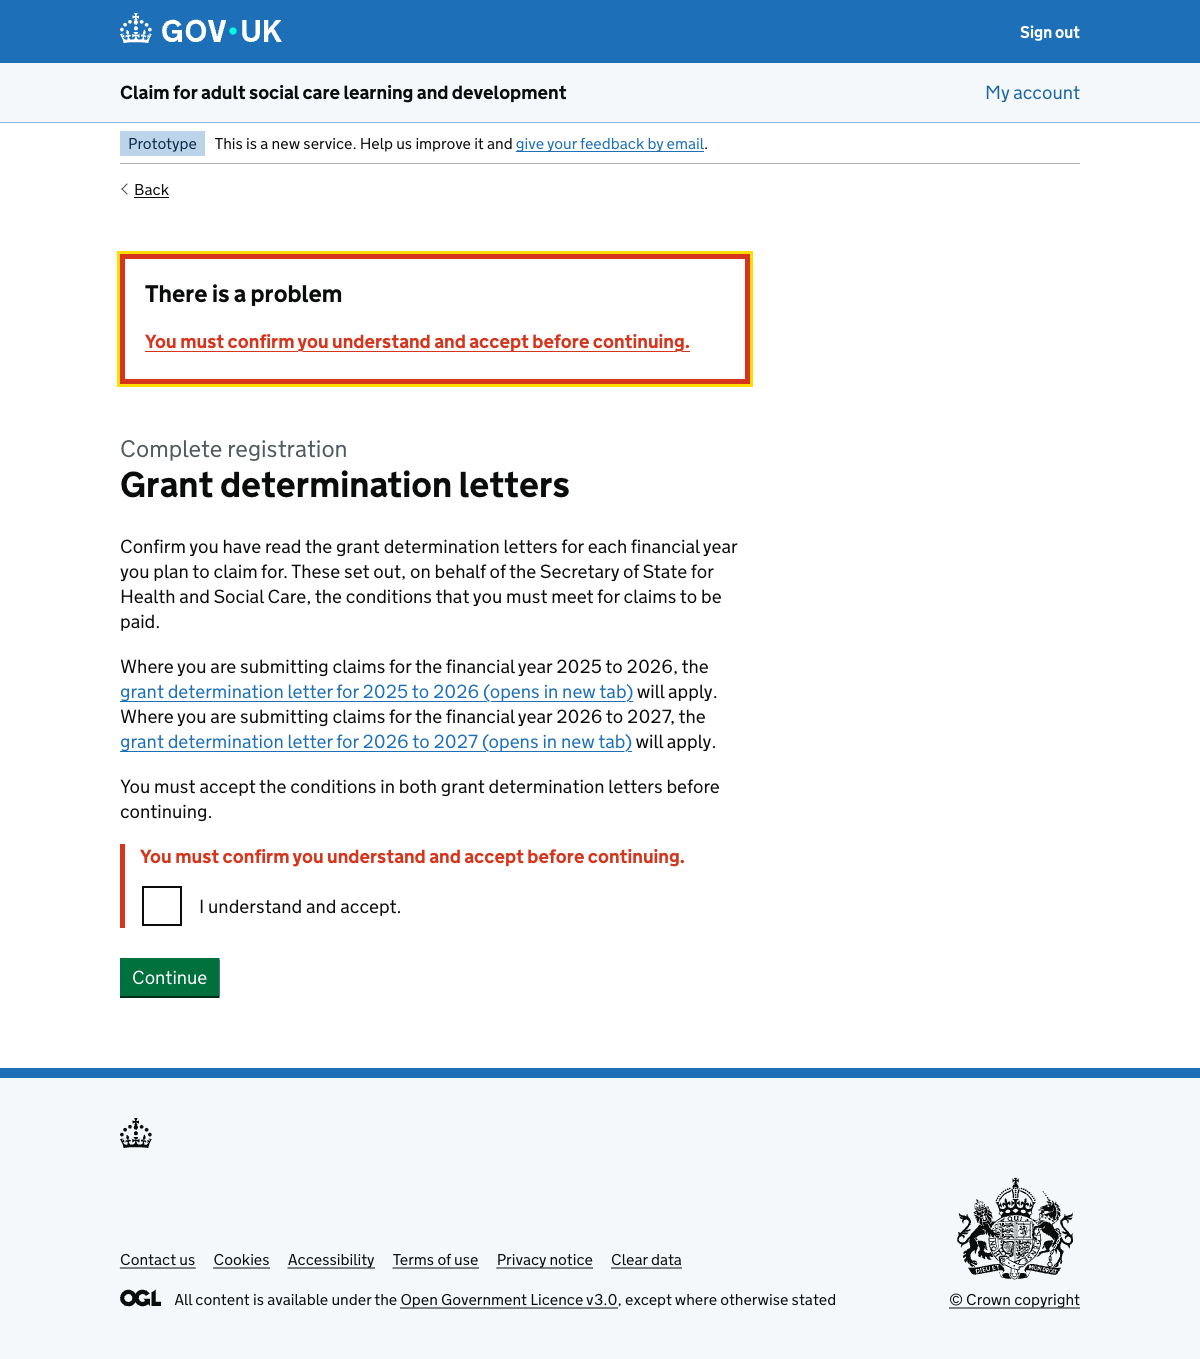 GOV·UK
Sign out
Claim for adult social care learning and development
My account
Prototype
This is a new service. Help us improve it and give your feedback by email.
Back
There is a problem
You must confirm you understand and accept before continuing.
Complete registration
Grant determination letters
Confirm you have read the grant determination letters for each financial year
you plan to claim for. These set out, on behalf of the Secretary of State for
Health and Social Care, the conditions that you must meet for claims to be
paid.
Where you are submitting claims for the financial year 2025 to 2026, the
grant determination letter for 2025 to 2026 (opens in new tab) will apply.
Where you are submitting claims for the financial year 2026 to 2027, the
grant determination letter for 2026 to 2027 (opens in new tab) will apply.
You must accept the conditions in both grant determination letters before
continuing.
You must confirm you understand and accept before continuing.
I understand and accept.
Continue
Contact us Cookies Accessibility Terms of use Privacy notice Clear data
OGL All content is available under the Open Government Licence v3.0, except where otherwise stated
© Crown copyright